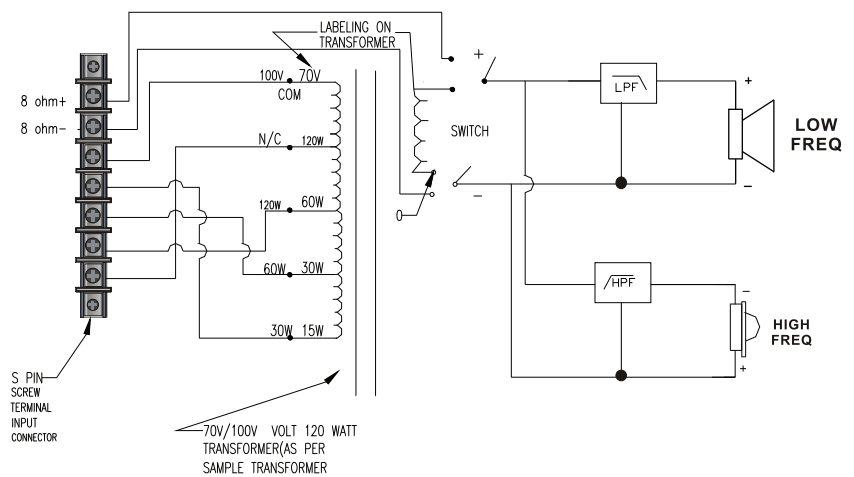 LABELING ON
TRANSFORMER
100V 70V
COM
8 ohm+
8 ohm-
N/C 120W
120W 60W
60W 30W
30W 15W
SWITCH
+
−
0
LPF
+
−
LOW
FREQ
/HPF
−
+
HIGH
FREQ
S PIN
SCREW
TERMINAL
INPUT
CONNECTOR
70V/100V VOLT 120 WATT
TRANSFORMER(AS PER
SAMPLE TRANSFORMER